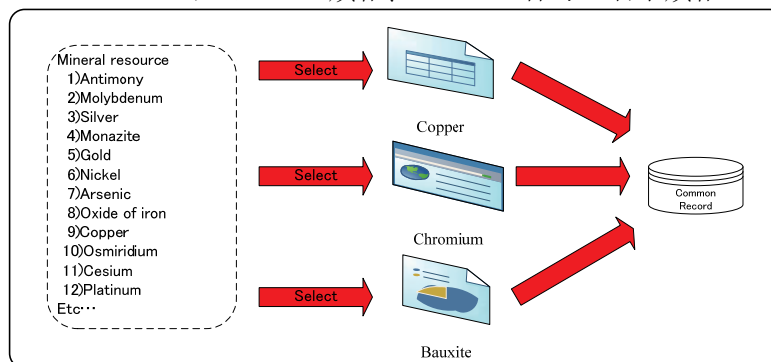 Mineral resource
1)Antimony
2)Molybdenum
3)Silver
4)Monazite
5)Gold
6)Nickel
7)Arsenic
8)Oxide of iron
9)Copper
10)Osmiridium
11)Cesium
12)Platinum
Etc…
Select
Copper
Select
Chromium
Select
Bauxite
Common
Record